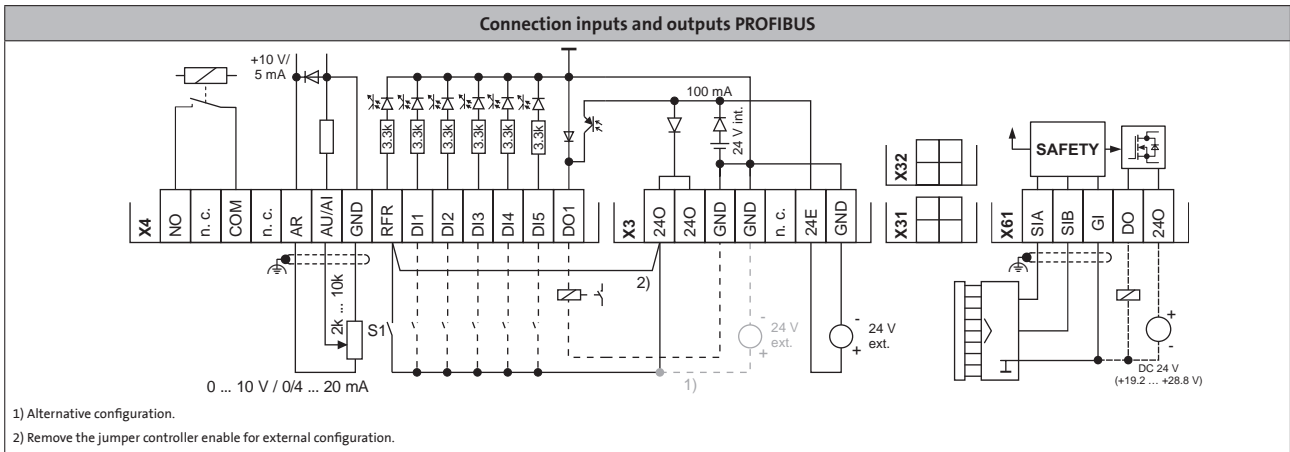 Connection inputs and outputs PROFIBUS
+10 V/
5 mA
100 mA
3.3k 3.3k 3.3k 3.3k 3.3k 3.3k
24 V int.
SAFETY
X4 NO n. c. COM n. c. AR AU/AI GND RFR DI1 DI2 DI3 DI4 DI5 DO1
X3 24O 24O GND GND n. c. 24E GND
X32
X31
X61 SIA SIB GI DO 24O
2)
2k ... 10k
S1
- 24 V
ext.
+
- 24 V
ext.
+
+
-
DC 24 V
(+19.2 ... +28.8 V)
1)
0 ... 10 V / 0/4 ... 20 mA
1) Alternative configuration.
2) Remove the jumper controller enable for external configuration.